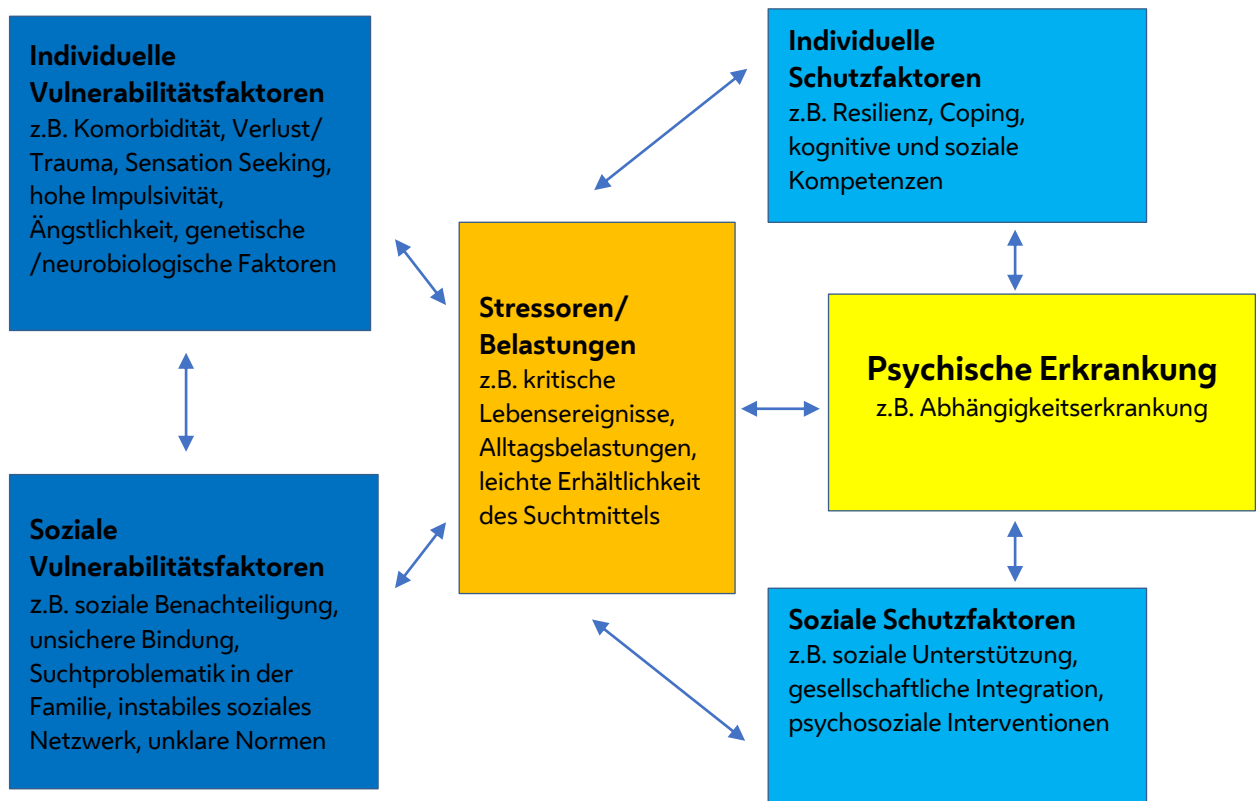 Individuelle
Vulnerabilitätsfaktoren
z.B. Komorbidität, Verlust/
Trauma, Sensation Seeking,
hohe Impulsivität,
Ängstlichkeit, genetische
/neurobiologische Faktoren
Soziale
Vulnerabilitätsfaktoren
z.B. soziale Benachteiligung,
unsichere Bindung,
Suchtproblematik in der
Familie, instabiles soziales
Netzwerk, unklare Normen
Stressoren/
Belastungen
z.B. kritische
Lebensereignisse,
Alltagsbelastungen,
leichte Erhältlichkeit
des Suchtmittels
Individuelle
Schutzfaktoren
z.B. Resilienz, Coping,
kognitive und soziale
Kompetenzen
Psychische Erkrankung
z.B. Abhängigkeitserkrankung
Soziale Schutzfaktoren
z.B. soziale Unterstützung,
gesellschaftliche Integration,
psychosoziale Interventionen